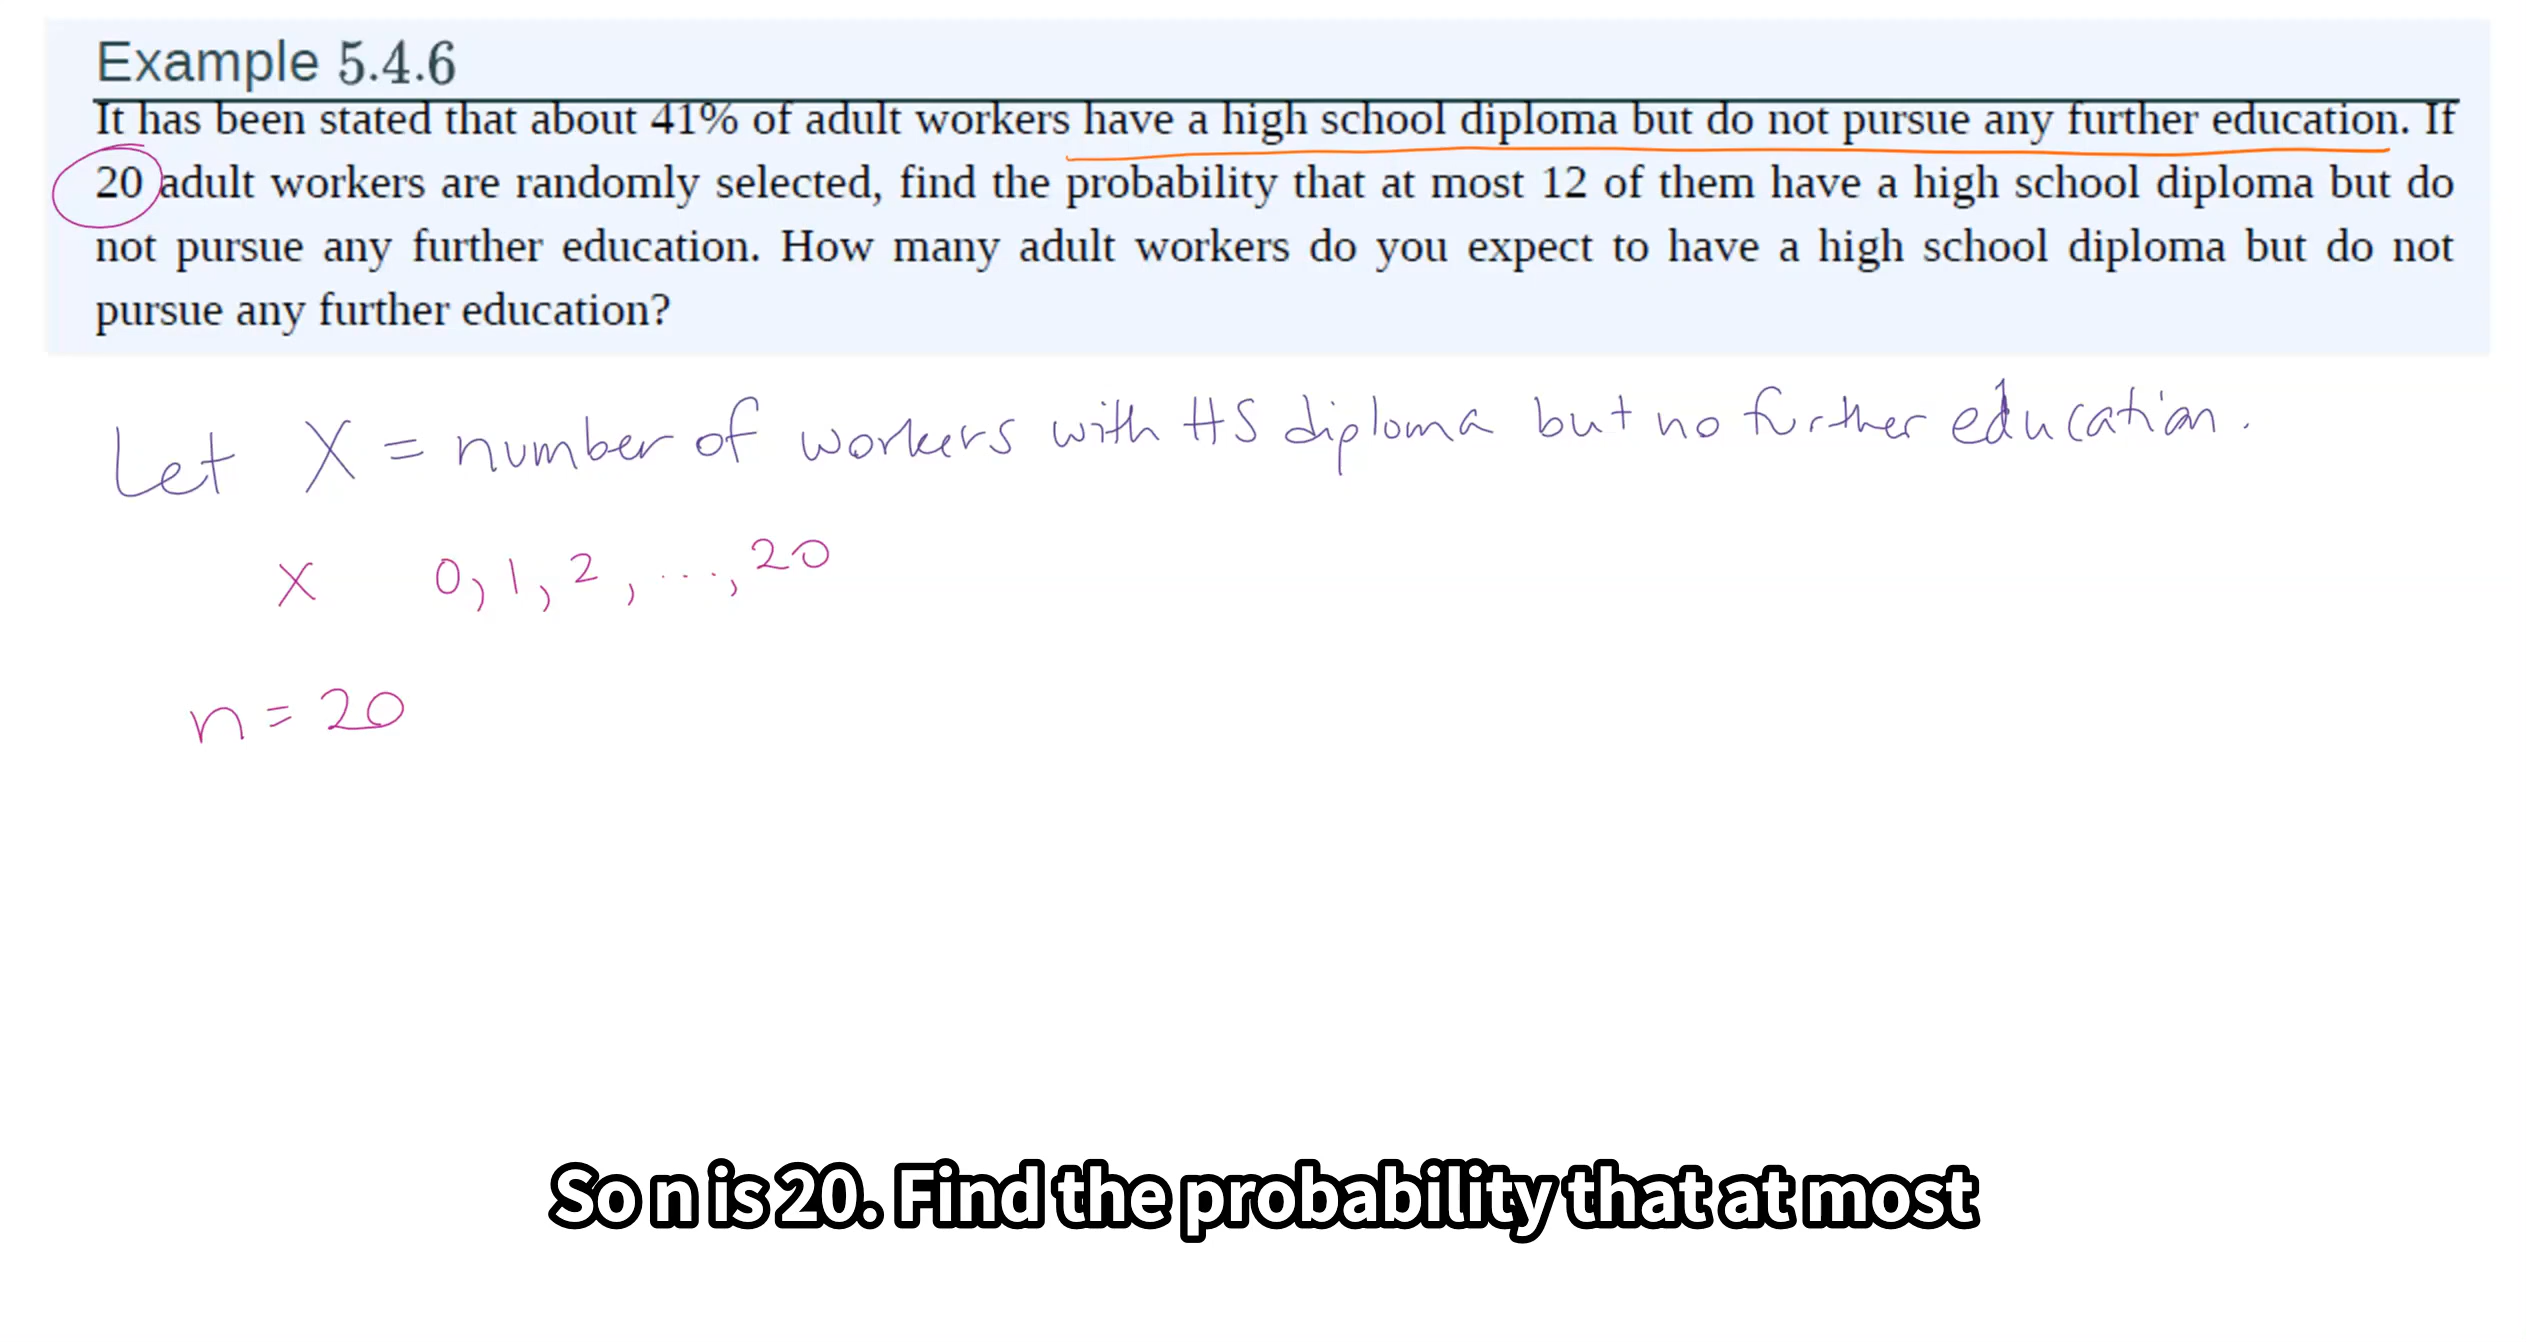 Example 5.4.6
It has been stated that about 41% of adult workers have a high school diploma but do not pursue any further education. If
20 adult workers are randomly selected, find the probability that at most 12 of them have a high school diploma but do
not pursue any further education. How many adult workers do you expect to have a high school diploma but do not
pursue any further education?
Let X = number of workers with HS diploma but no further education.
X 0, 1, 2, ..., 20
n = 20
So n is 20. Find the probability that at most